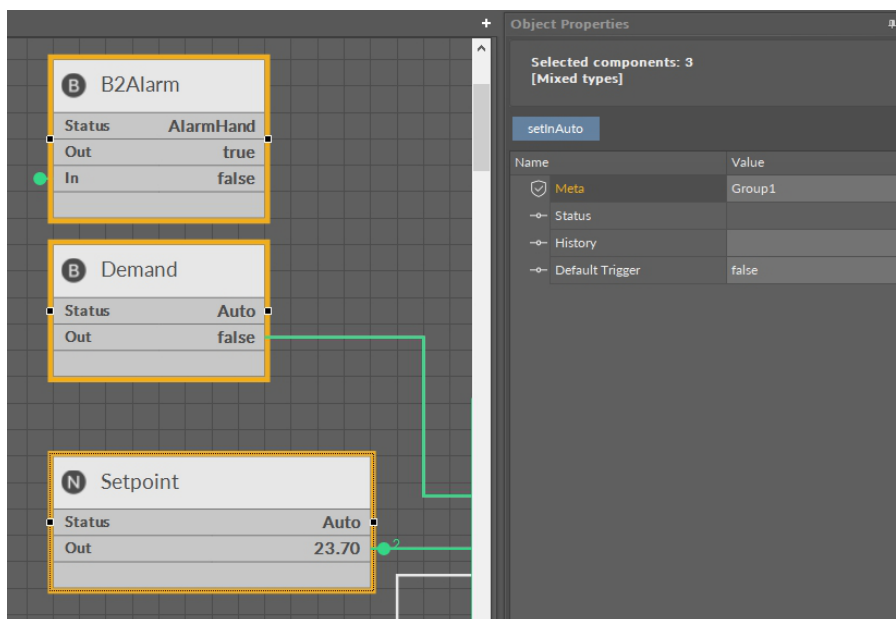 +
Object Properties
B B2Alarm
Status AlarmHand
Out true
In false
B Demand
Status Auto
Out false
N Setpoint
Status Auto
Out 23.70
2
Selected components: 3
[Mixed types]
setInAuto
Name Value
Meta Group1
Status
History
Default Trigger false